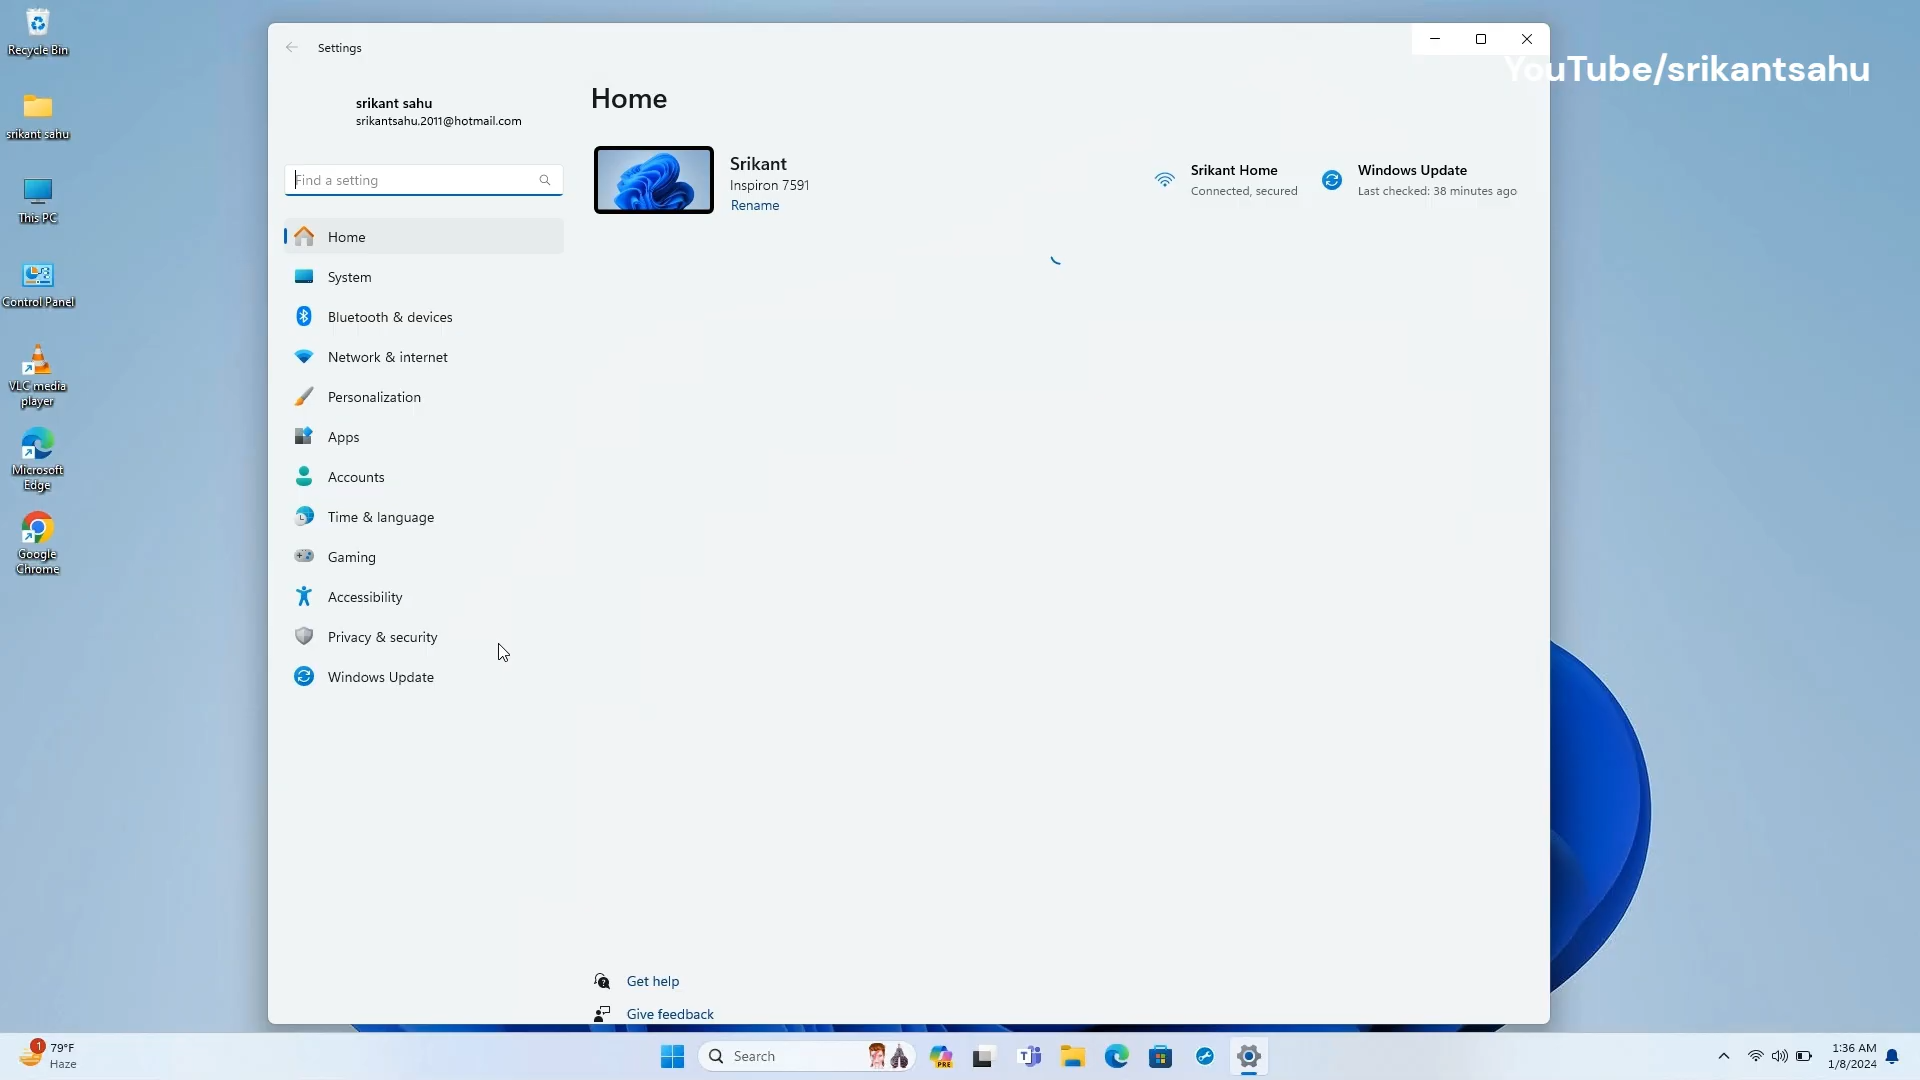 Recycle Bin
srikant sahu
This PC
Control Panel
VLC media
player
Microsoft
Edge
Google
Chrome
Settings
srikant sahu
srikantsahu.2011@hotmail.com
Find a setting
Home
System
Bluetooth & devices
Network & internet
Personalization
Apps
Accounts
Time & language
Gaming
Accessibility
Privacy & security
Windows Update
Home
Srikant
Inspiron 7591
Rename
Srikant Home
Connected, secured
Windows Update
Last checked: 38 minutes ago
Get help
Give feedback
YouTube/srikantsahu
1
79°F
Haze
Search
PRE
T
1:36 AM
1/8/2024